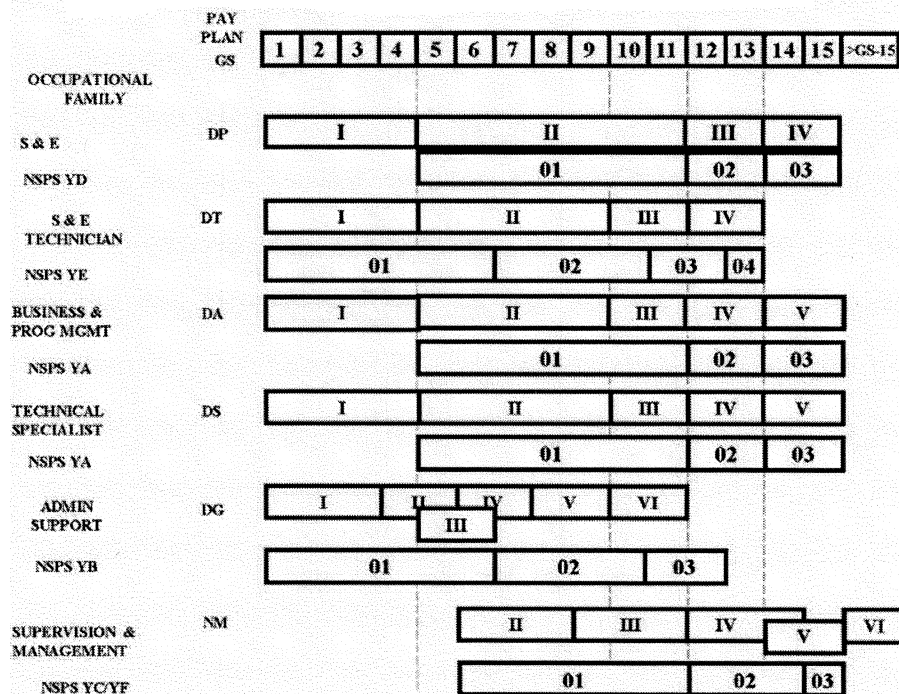 PAY
PLAN
GS 1 2 3 4 5 6 7 8 9 10 11 12 13 14 15 >GS-15
OCCUPATIONAL
FAMILY
S & E DP I II III IV
NSPS YD 01 02 03
S & E
TECHNICIAN DT I II III IV
NSPS YE 01 02 03 04
BUSINESS &
PROG MGMT DA I II III IV V
NSPS YA 01 02 03
TECHNICAL
SPECIALIST DS I II III IV V
NSPS YA 01 02 03
ADMIN
SUPPORT DG I II IV V VI
III
NSPS YB 01 02 03
SUPERVISION &
MANAGEMENT NM II III IV V VI
NSPS YC/YF 01 02 03